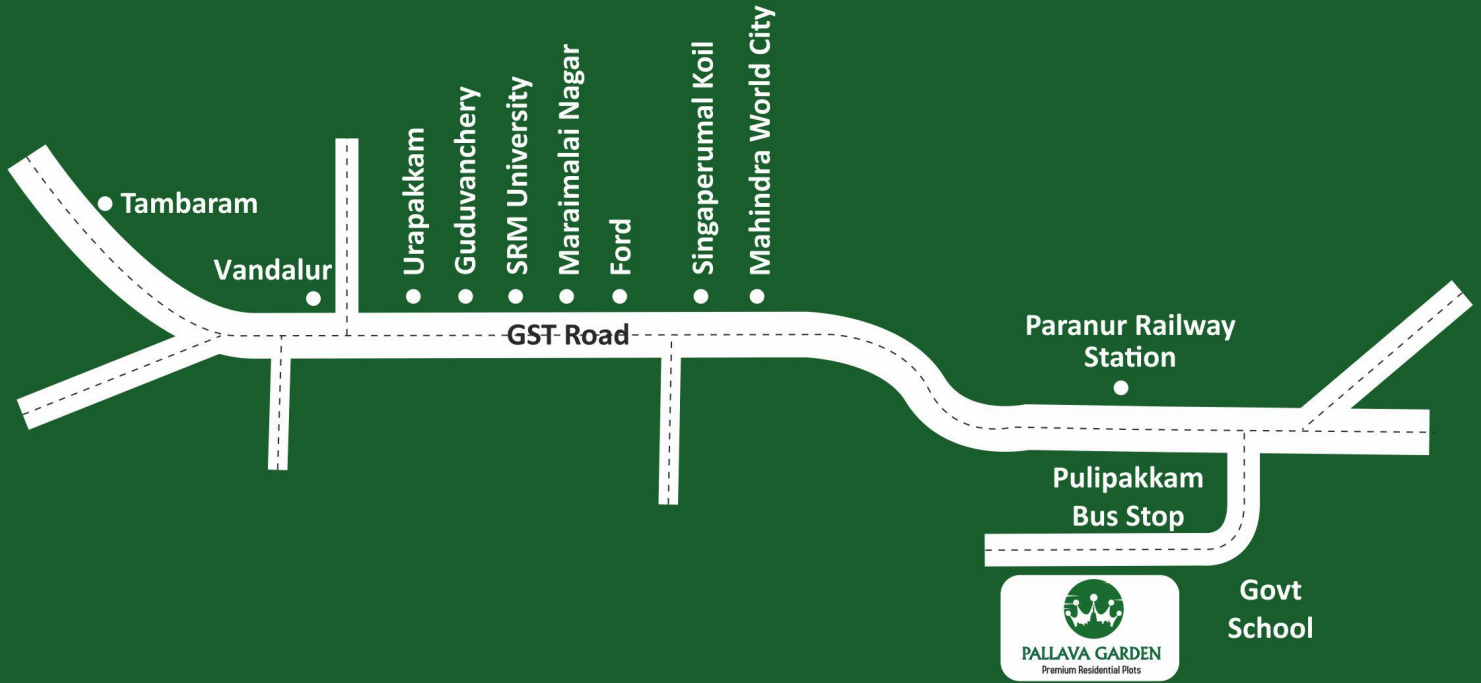 Tambaram
Vandalur
Urapakkam
Guduvanchery
SRM University
Maraimalai Nagar
Ford
Singaperumal Koil
Mahindra World City
GST Road
Paranur Railway
Station
Pulipakkam
Bus Stop
Govt
School
PALLAVA GARDEN
Premium Residential Plots